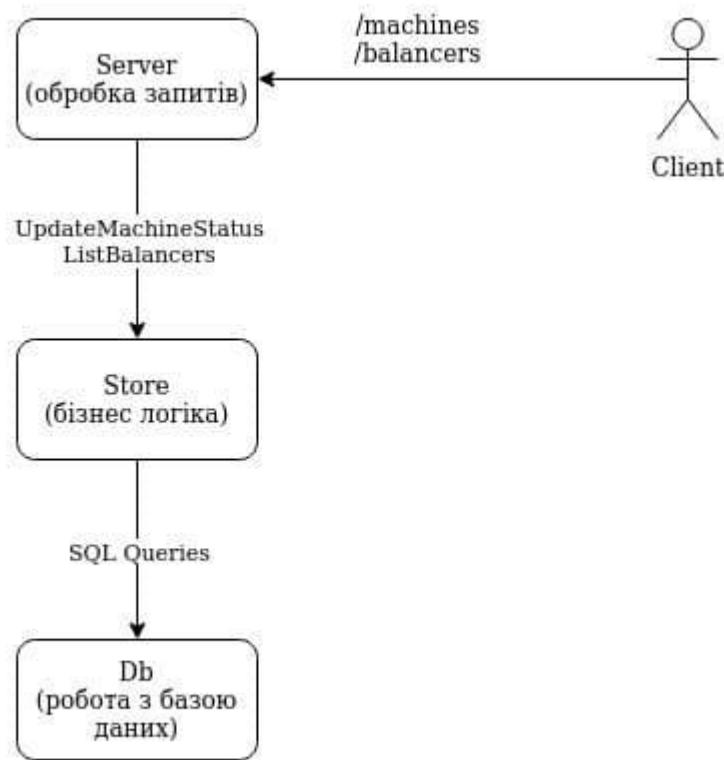 /machines
/balancers
Server
(обробка запитів)
Client
UpdateMachineStatus
ListBalancers
Store
(бізнес логіка)
SQL Queries
Db
(робота з базою
даних)